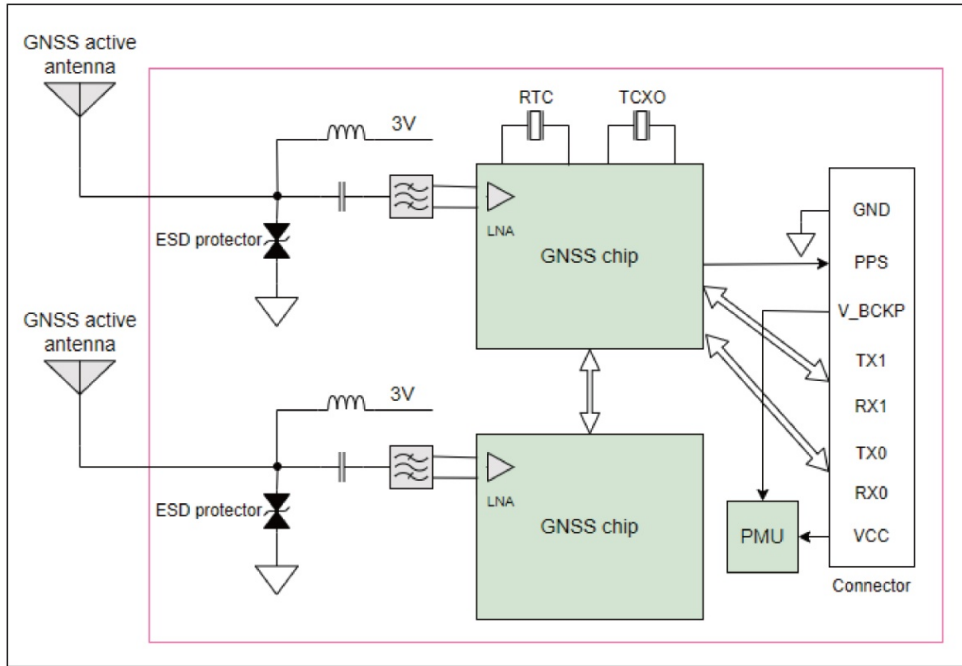 GNSS active
antenna
RTC
TCXO
3V
LNA
ESD protector
GNSS chip
GND
PPS
V_BCKP
TX1
RX1
TX0
RX0
VCC
Connector
PMU
GNSS active
antenna
3V
LNA
ESD protector
GNSS chip